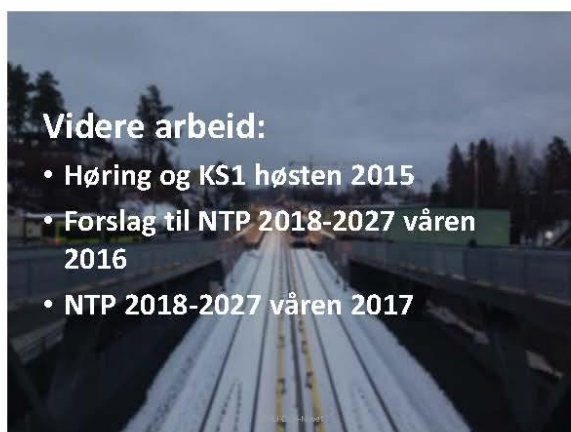 Videre arbeid:
• Høring og KS1 høsten 2015
• Forslag til NTP 2018-2027 våren
2016
• NTP 2018-2027 våren 2017